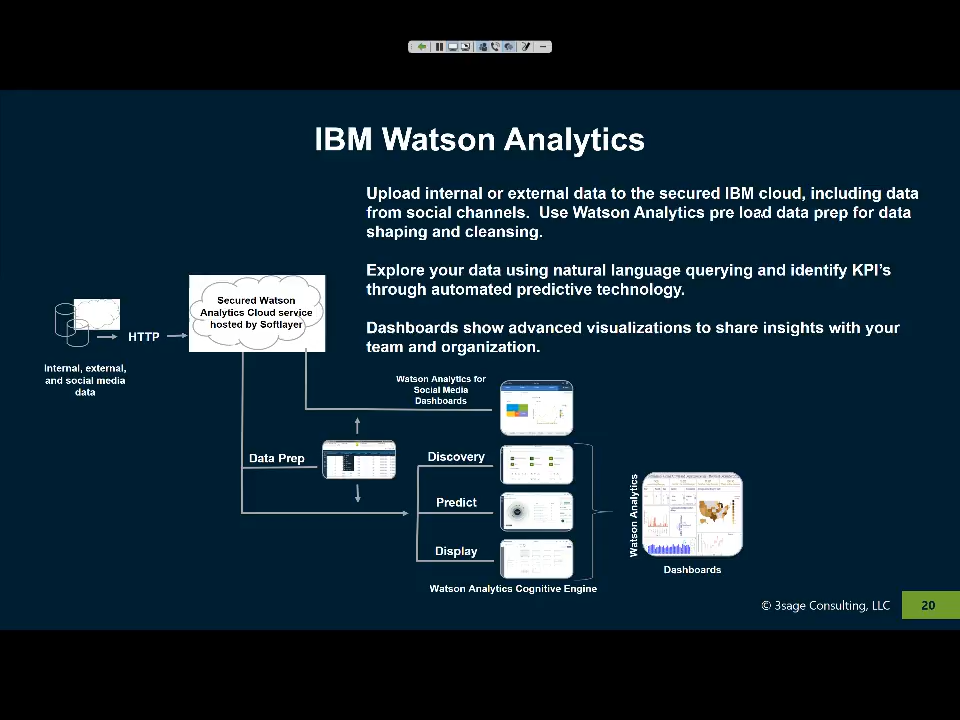 IBM Watson Analytics
Upload internal or external data to the secured IBM cloud, including data
from social channels.  Use Watson Analytics pre load data prep for data
shaping and cleansing.
Explore your data using natural language querying and identify KPI's
through automated predictive technology.
Dashboards show advanced visualizations to share insights with your
team and organization.
Secured Watson
Analytics Cloud service
hosted by Softlayer
HTTP
Internal, external,
and social media
data
Watson Analytics for
Social Media
Dashboards
Data Prep
Discovery
Predict
Display
Watson Analytics Cognitive Engine
Watson Analytics
Dashboards
© 3sage Consulting, LLC
20